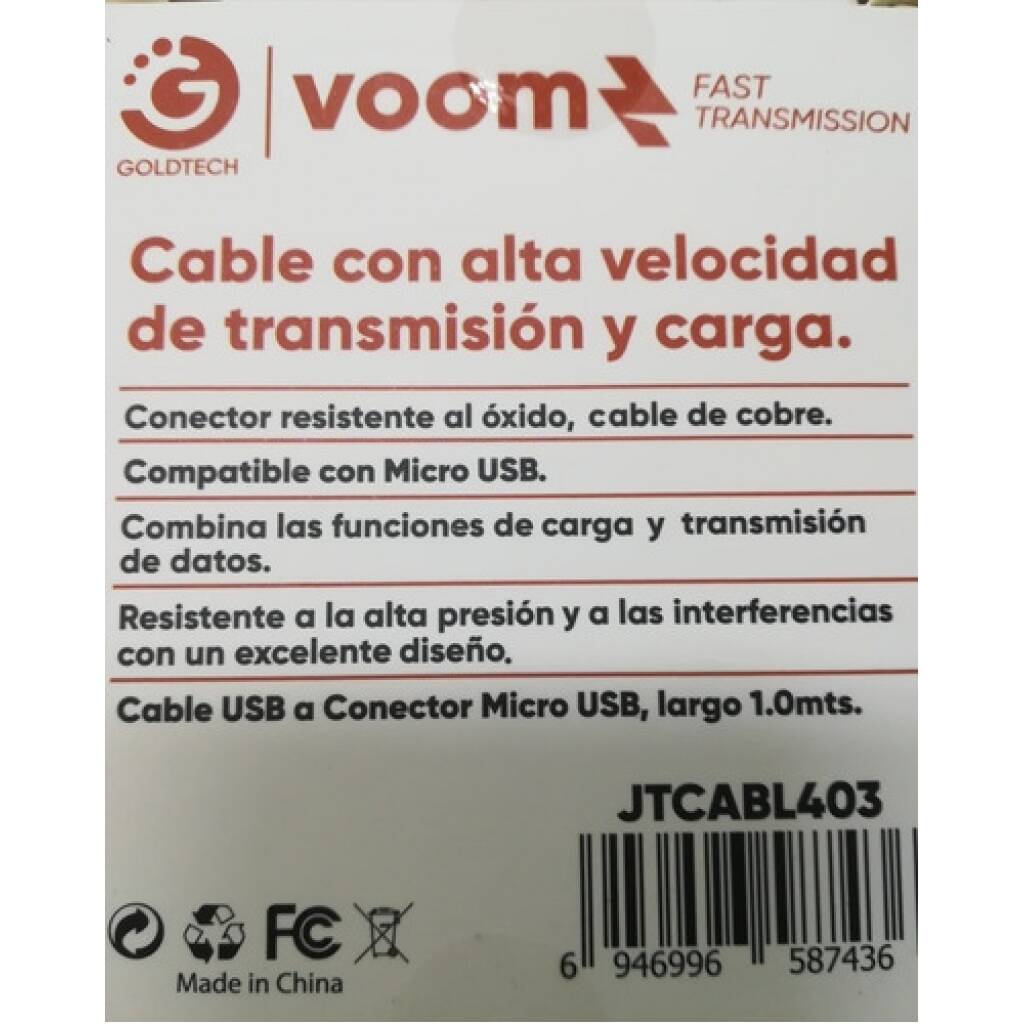 GOLDTECH
voom
FAST
TRANSMISSION
Cable con alta velocidad
de transmisión y carga.
Conector resistente al óxido, cable de cobre.
Compatible con Micro USB.
Combina las funciones de carga y transmisión
de datos.
Resistente a la alta presión y a las interferencias
con un excelente diseño.
Cable USB a Conector Micro USB, largo 1.0mts.
JTCABL403
FC
Made in China
6 946996 587436